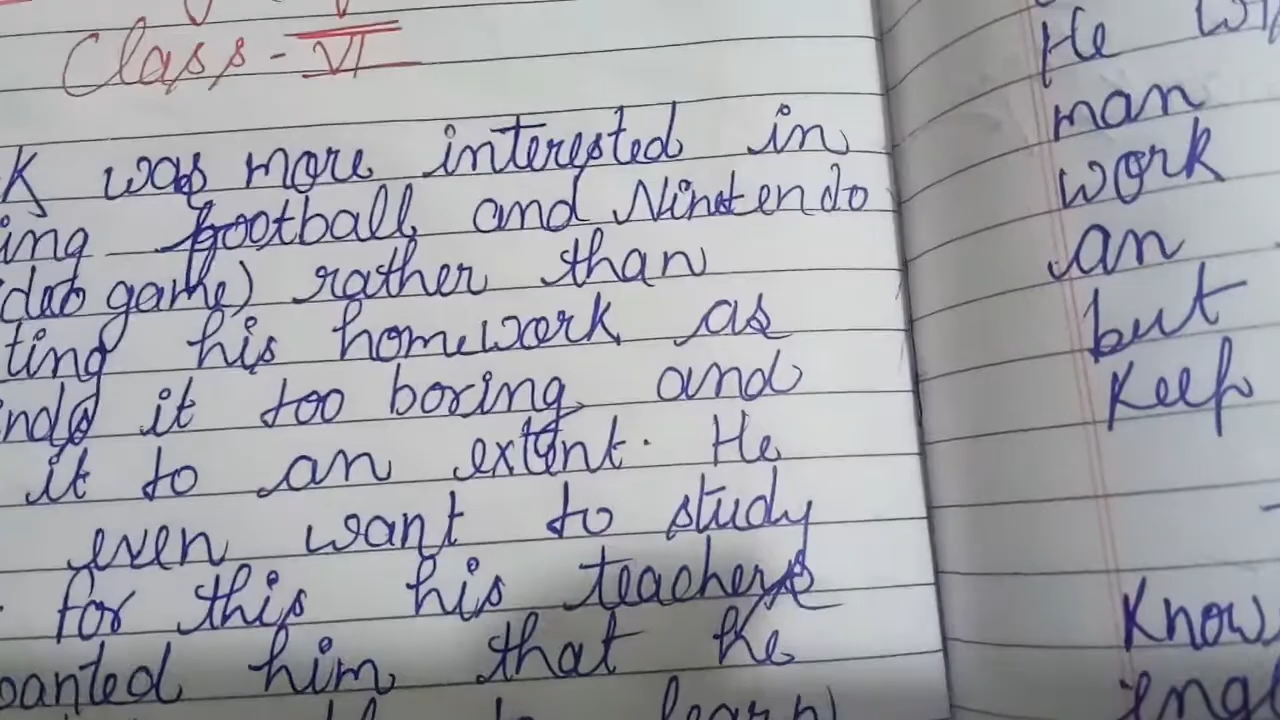 Class - VI
K was more interested in
ing football and Nintendo
game) rather than
ting his homework as
it too boring and
it to an extent. He
even want to study
for this his teachers
wanted him that he
learn
He
man
work
an
but
Keep
Know